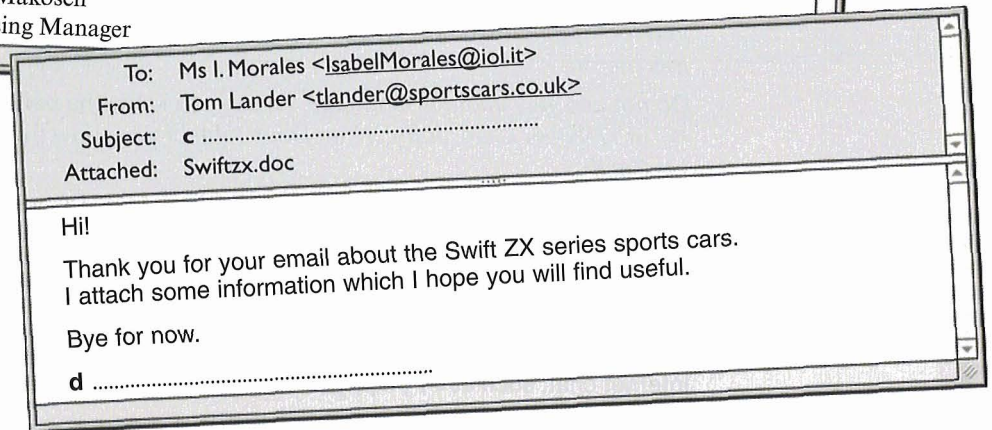 ing Manager
To: Ms I. Morales <IsabelMorales@iol.it>
From: Tom Lander <tlander@sportscars.co.uk>
Subject: c ..........................................................
Attached: Swiftzx.doc
Hi!
Thank you for your email about the Swift ZX series sports cars.
I attach some information which I hope you will find useful.
Bye for now.
d ..........................................................